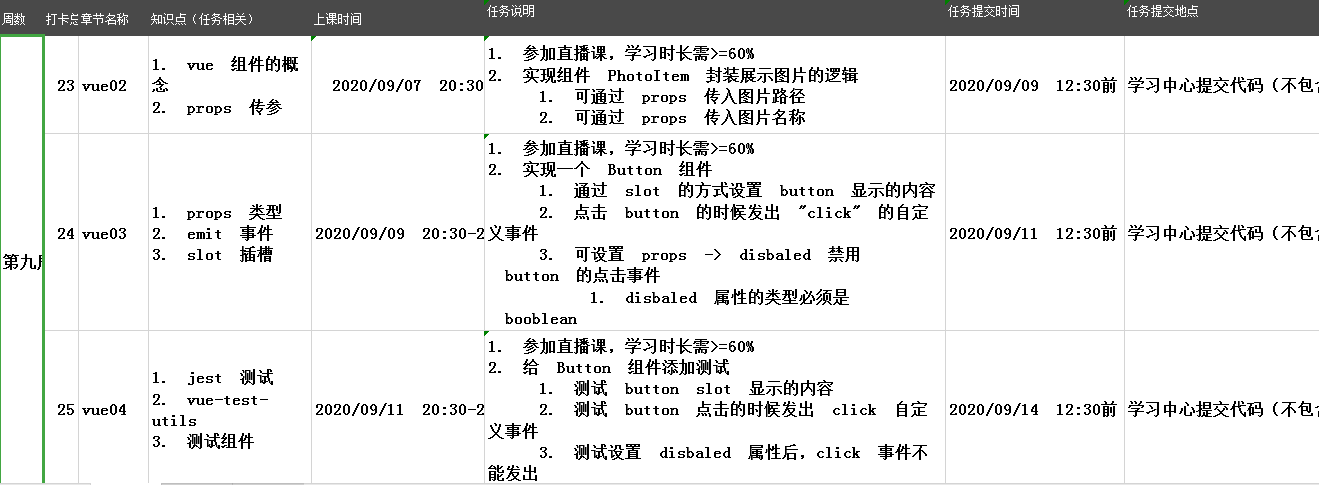 周数 打卡点 章节名称 知识点（任务相关） 上课时间 任务说明 任务提交时间 任务提交地点
第九周
23 vue02
1. vue 组件的概
念
2. props 传参
2020/09/07 20:30
1. 参加直播课，学习时长需>=60%
2. 实现组件 PhotoItem 封装展示图片的逻辑
1. 可通过 props 传入图片路径
2. 可通过 props 传入图片名称
2020/09/09 12:30前
学习中心提交代码（不包含
24 vue03
1. props 类型
2. emit 事件
3. slot 插槽
2020/09/09 20:30-2
1. 参加直播课，学习时长需>=60%
2. 实现一个 Button 组件
1. 通过 slot 的方式设置 button 显示的内容
2. 点击 button 的时候发出 "click" 的自定
义事件
3. 可设置 props -> disbaled 禁用
button 的点击事件
1. disbaled 属性的类型必须是
booblean
2020/09/11 12:30前
学习中心提交代码（不包含
25 vue04
1. jest 测试
2. vue-test-
utils
3. 测试组件
2020/09/11 20:30-2
1. 参加直播课，学习时长需>=60%
2. 给 Button 组件添加测试
1. 测试 button slot 显示的内容
2. 测试 button 点击的时候发出 click 自定
义事件
3. 测试设置 disbaled 属性后，click 事件不
能发出
2020/09/14 12:30前
学习中心提交代码（不包含